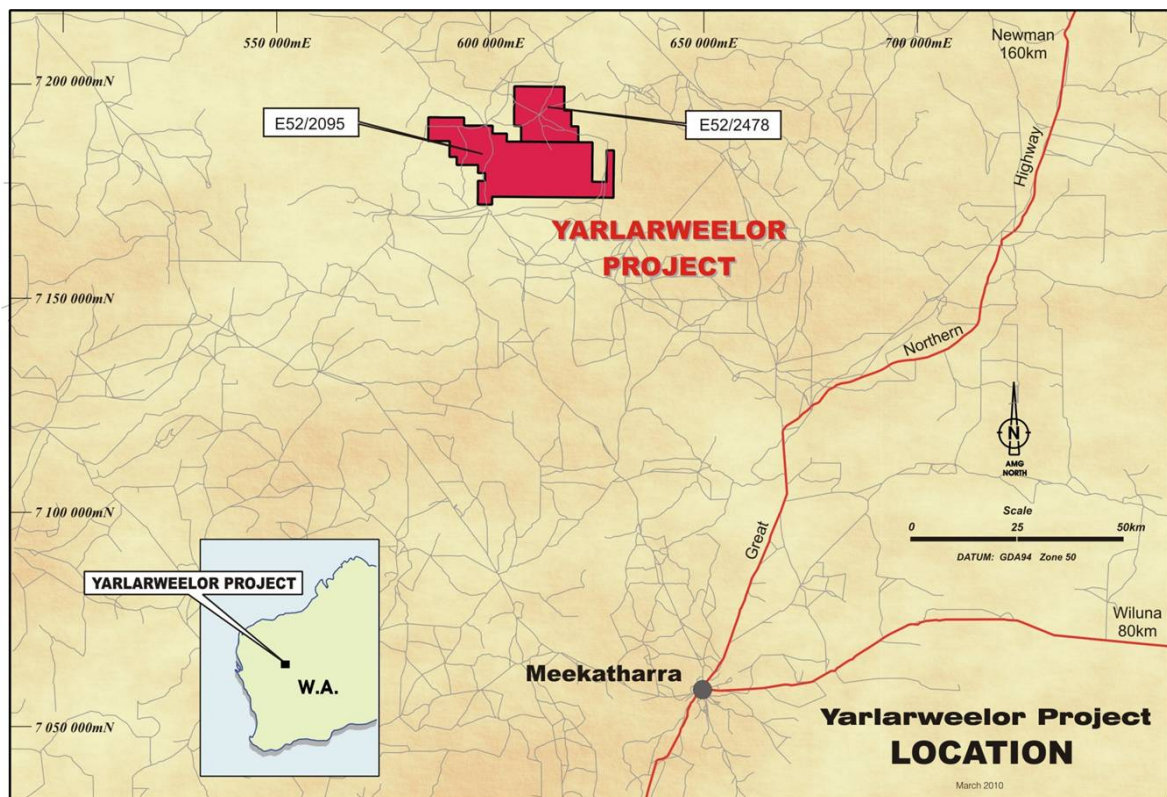 550 000mE
600 000mE
650 000mE
700 000mE
Newman
160km
7 200 000mN
E52/2095
E52/2478
Highway
YARLARWEELOR
PROJECT
7 150 000mN
Northern
N
AMG
NORTH
7 100 000mN
Scale
0 25 50km
Great
DATUM: GDA94 Zone 50
YARLARWEELOR PROJECT
W.A.
Wiluna
80km
Meekatharra
7 050 000mN
Yarlarweelor Project
LOCATION
March 2010